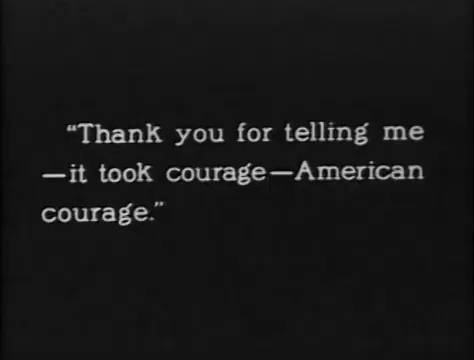 "Thank you for telling me
—it took courage—American
courage."